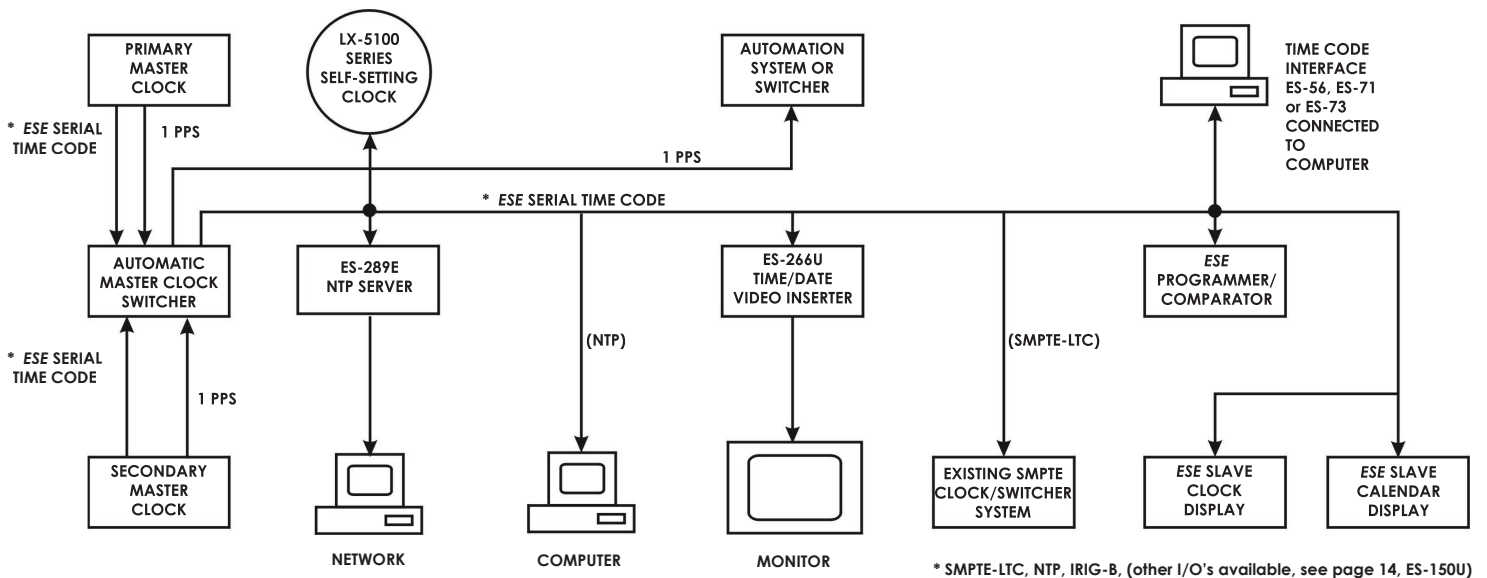 PRIMARY
MASTER
CLOCK
LX-5100
SERIES
SELF-SETTING
CLOCK
AUTOMATION
SYSTEM OR
SWITCHER
TIME CODE
INTERFACE
ES-56, ES-71
or ES-73
CONNECTED
TO
COMPUTER
* ESE SERIAL
TIME CODE
1 PPS
1 PPS
* ESE SERIAL TIME CODE
AUTOMATIC
MASTER CLOCK
SWITCHER
ES-289E
NTP SERVER
ES-266U
TIME/DATE
VIDEO INSERTER
ESE
PROGRAMMER/
COMPARATOR
* ESE SERIAL
TIME CODE
1 PPS
(NTP)
(SMPTE-LTC)
SECONDARY
MASTER
CLOCK
EXISTING SMPTE
CLOCK/SWITCHER
SYSTEM
ESE SLAVE
CLOCK
DISPLAY
ESE SLAVE
CALENDAR
DISPLAY
NETWORK
COMPUTER
MONITOR
* SMPTE-LTC, NTP, IRIG-B, (other I/O's available, see page 14, ES-150U)